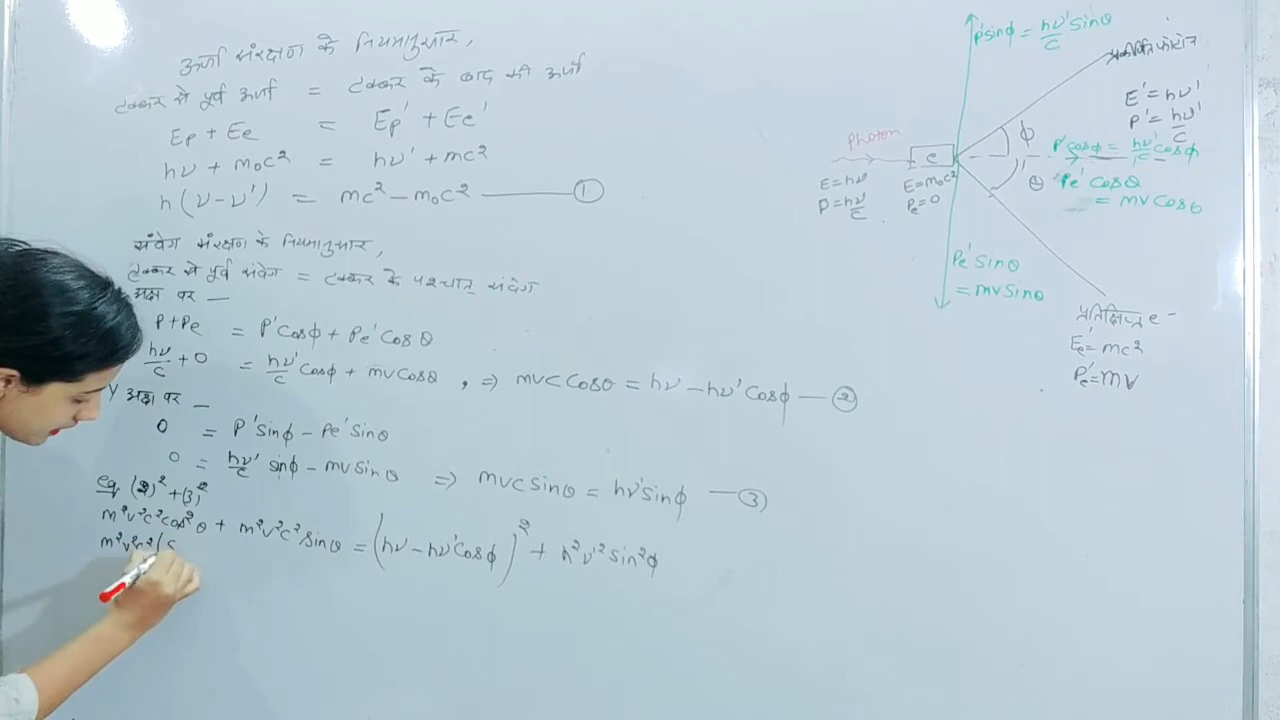 ऊर्जा संरक्षण के नियमानुसार,
टक्कर से पूर्व ऊर्जा = टक्कर के बाद की ऊर्जा
Ep + Ee = Ep' + Ee'
hν + m₀c² = hν' + mc²
h(ν-ν') = mc² - m₀c² — ①
संवेग संरक्षण के नियमानुसार,
टक्कर से पूर्व संवेग = टक्कर के पश्चात् संवेग
अक्ष पर —
P+Pe = P'cosϕ + Pe'cosθ
hν/c + 0 = hν'/c cosϕ + mvcosθ, ⇒ mvc cosθ = hν - hν'cosϕ — ②
Y अक्ष पर —
0 = P'sinϕ - Pe'sinθ
0 = hν'/c sinϕ - mvsinθ ⇒ mvcsinθ = hν'sinϕ — ③
eq (2)² + (3)²
m²v²c²cos²θ + m²v²c²sinθ = (hν - hν'cosϕ)² + h²ν'²sin²ϕ
m²v²c²(S
P'sinϕ = hν'/c sinθ
प्रकीर्णित फोटोन
E' = hν'
P' = hν'/c
Photon
e
ϕ
P'cosϕ = hν'/c cosϕ
E=hν
P=hν/c
E=m₀c²
Pe=0
θ
Pe'cosθ
= mvcosθ
Pe'sinθ
= mvsinθ
प्रतिक्षिप्त e-
Ee'=mc²
Pe'=mv